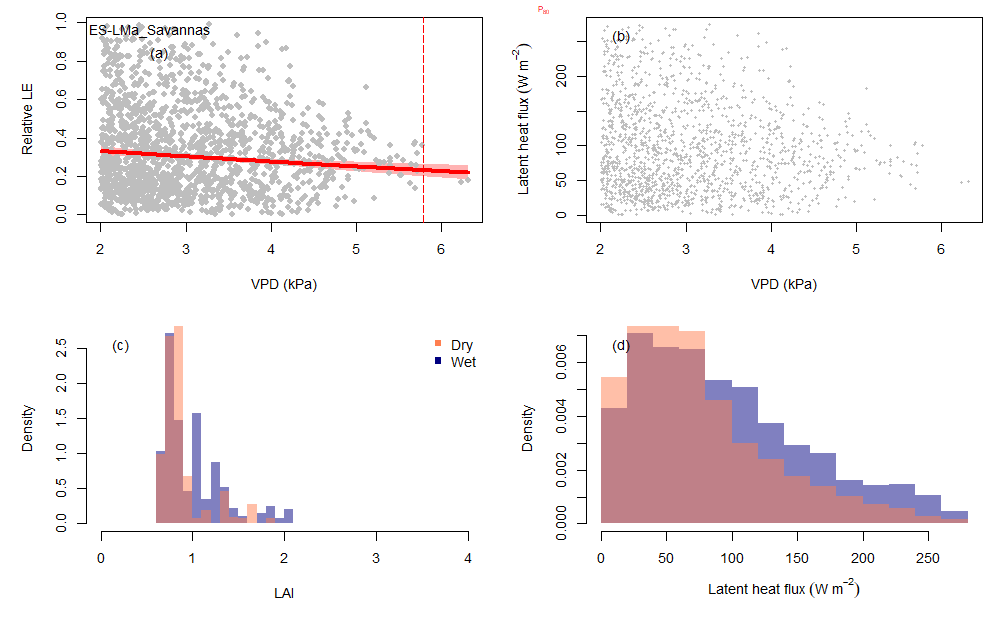 P80
ES-LMa_Savannas
(a)
Relative LE
0.0 0.2 0.4 0.6 0.8 1.0
2 3 4 5 6
VPD (kPa)
(b)
Latent heat flux (W m−2)
0 50 100 200
2 3 4 5 6
VPD (kPa)
(c)
Dry
Wet
Density
0.0 0.5 1.0 1.5 2.0 2.5
0 1 2 3 4
LAI
(d)
Density
0.000 0.002 0.004 0.006
0 50 100 150 200 250
Latent heat flux (W m−2)